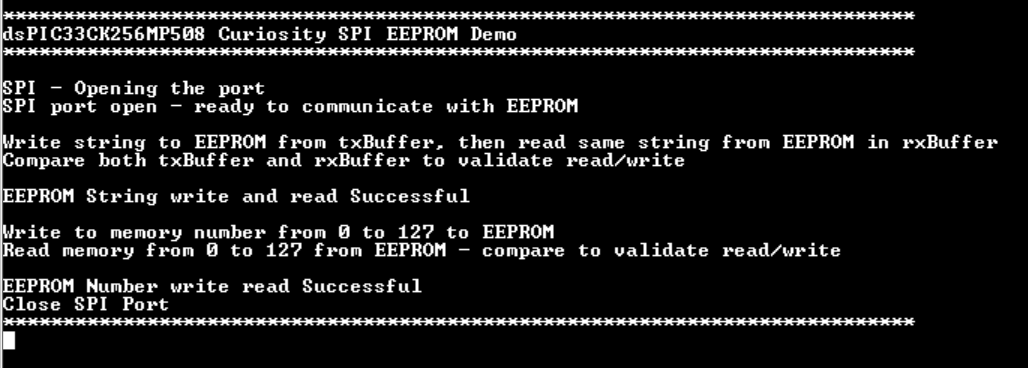 ***************************************************************************
dsPIC33CK256MP508 Curiosity SPI EEPROM Demo
***************************************************************************
SPI - Opening the port
SPI port open - ready to communicate with EEPROM
Write string to EEPROM from txBuffer, then read same string from EEPROM in rxBuffer
Compare both txBuffer and rxBuffer to validate read/write
EEPROM String write and read Successful
Write to memory number from 0 to 127 to EEPROM
Read memory from 0 to 127 from EEPROM - compare to validate read/write
EEPROM Number write read Successful
Close SPI Port
***************************************************************************